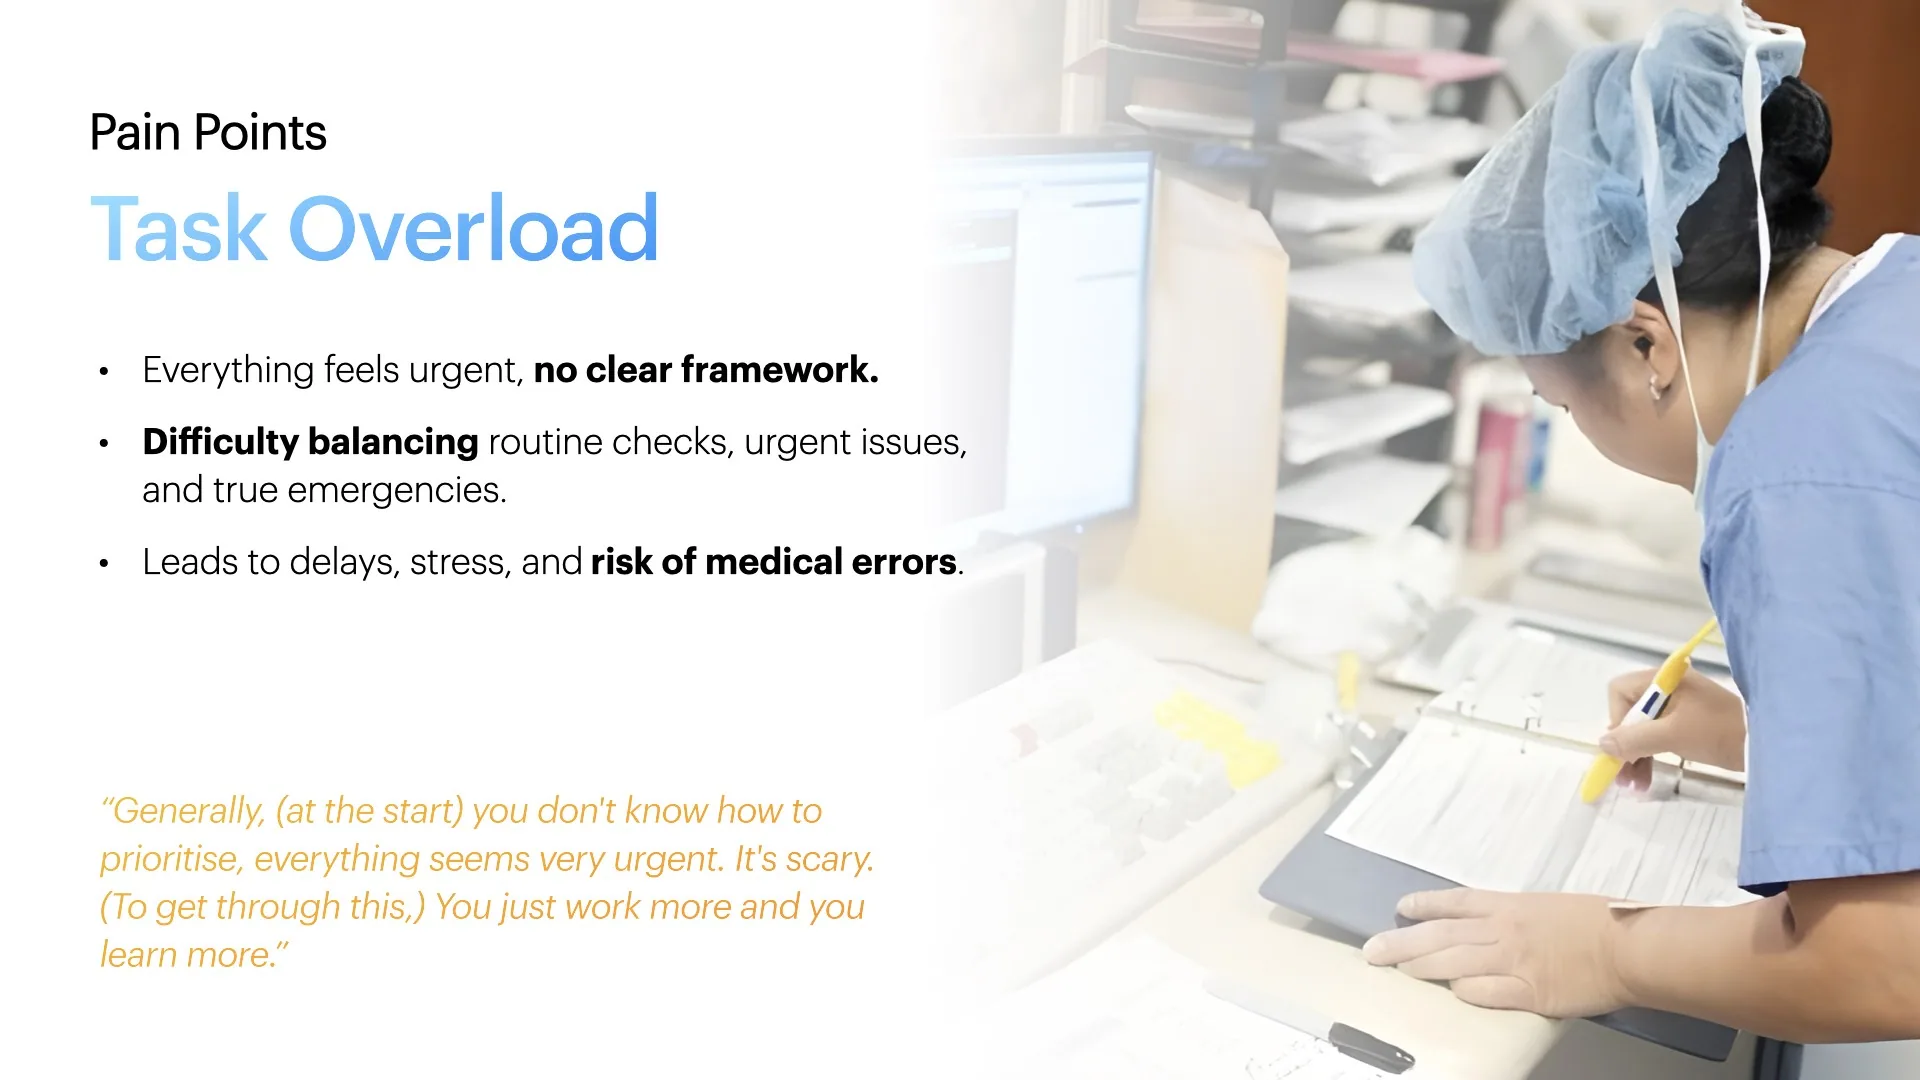 Pain Points
Task Overload
• Everything feels urgent, no clear framework.
• Difficulty balancing routine checks, urgent issues,
and true emergencies.
• Leads to delays, stress, and risk of medical errors.
“Generally, (at the start) you don't know how to
prioritise, everything seems very urgent. It's scary.
(To get through this,) You just work more and you
learn more.”